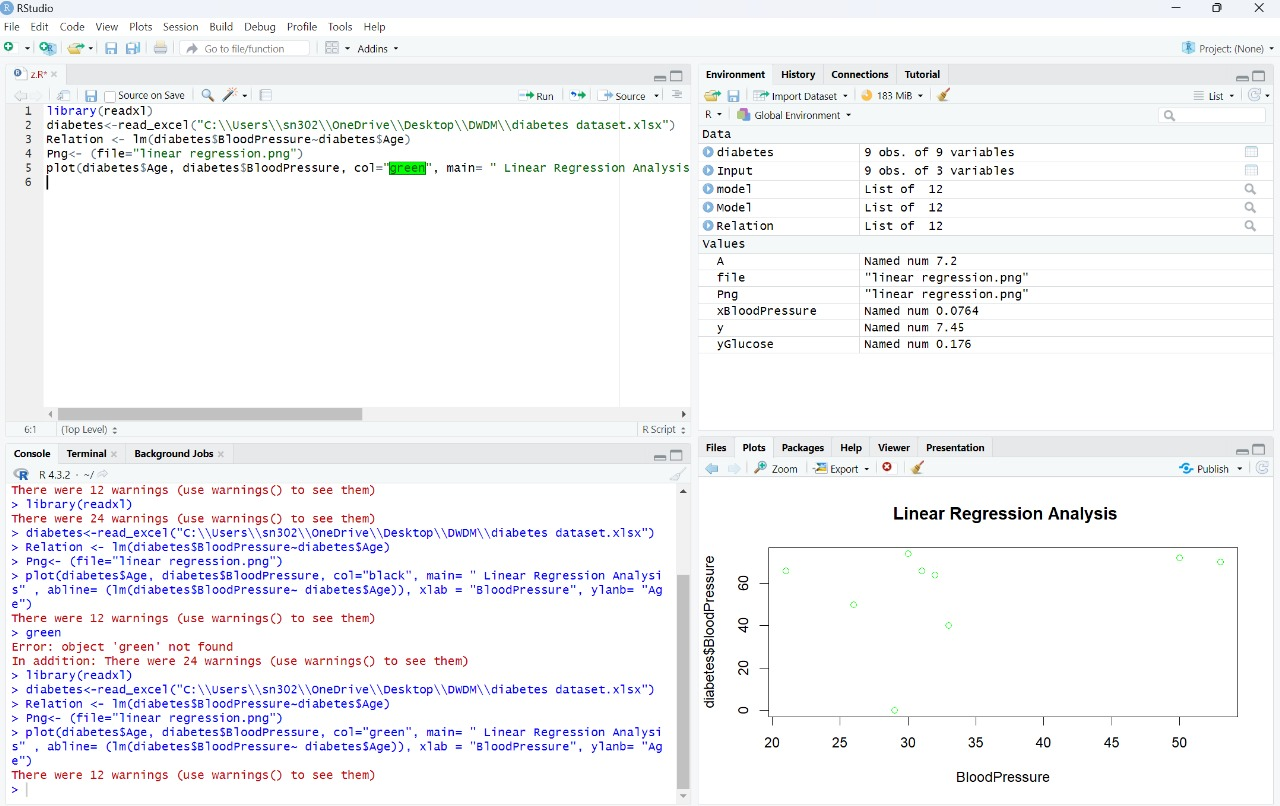 RStudio
File Edit Code View Plots Session Build Debug Profile Tools Help
Go to file/function Addins Project: (None)
z.R*
Source on Save Run Source
1 library(readxl)
2 diabetes<-read_excel("C:\\Users\\sn302\\OneDrive\\Desktop\\DWDM\\diabetes dataset.xlsx")
3 Relation <- lm(diabetes$BloodPressure~diabetes$Age)
4 Png<- (file="linear regression.png")
5 plot(diabetes$Age, diabetes$BloodPressure, col="green", main= " Linear Regression Analysis
6
6:1 (Top Level) R Script
Console Terminal Background Jobs
R 4.3.2 · ~/
There were 12 warnings (use warnings() to see them)
> library(readxl)
There were 24 warnings (use warnings() to see them)
> diabetes<-read_excel("C:\\Users\\sn302\\OneDrive\\Desktop\\DWDM\\diabetes dataset.xlsx")
> Relation <- lm(diabetes$BloodPressure~diabetes$Age)
> Png<- (file="linear regression.png")
> plot(diabetes$Age, diabetes$BloodPressure, col="black", main= " Linear Regression Analysi
s" , abline= (lm(diabetes$BloodPressure~ diabetes$Age)), xlab = "BloodPressure", ylanb= "Ag
e")
There were 12 warnings (use warnings() to see them)
> green
Error: object 'green' not found
In addition: There were 24 warnings (use warnings() to see them)
> library(readxl)
> diabetes<-read_excel("C:\\Users\\sn302\\OneDrive\\Desktop\\DWDM\\diabetes dataset.xlsx")
> Relation <- lm(diabetes$BloodPressure~diabetes$Age)
> Png<- (file="linear regression.png")
> plot(diabetes$Age, diabetes$BloodPressure, col="green", main= " Linear Regression Analysi
s" , abline= (lm(diabetes$BloodPressure~ diabetes$Age)), xlab = "BloodPressure", ylanb= "Ag
e")
There were 12 warnings (use warnings() to see them)
>
Environment History Connections Tutorial
Import Dataset 183 MiB List
R Global Environment
Data
diabetes 9 obs. of 9 variables
Input 9 obs. of 3 variables
model List of 12
Model List of 12
Relation List of 12
Values
A Named num 7.2
file "linear regression.png"
Png "linear regression.png"
xBloodPressure Named num 0.0764
y Named num 7.45
yGlucose Named num 0.176
Files Plots Packages Help Viewer Presentation
Zoom Export Publish
Linear Regression Analysis
diabetes$BloodPressure
60
40
20
0
20 25 30 35 40 45 50
BloodPressure